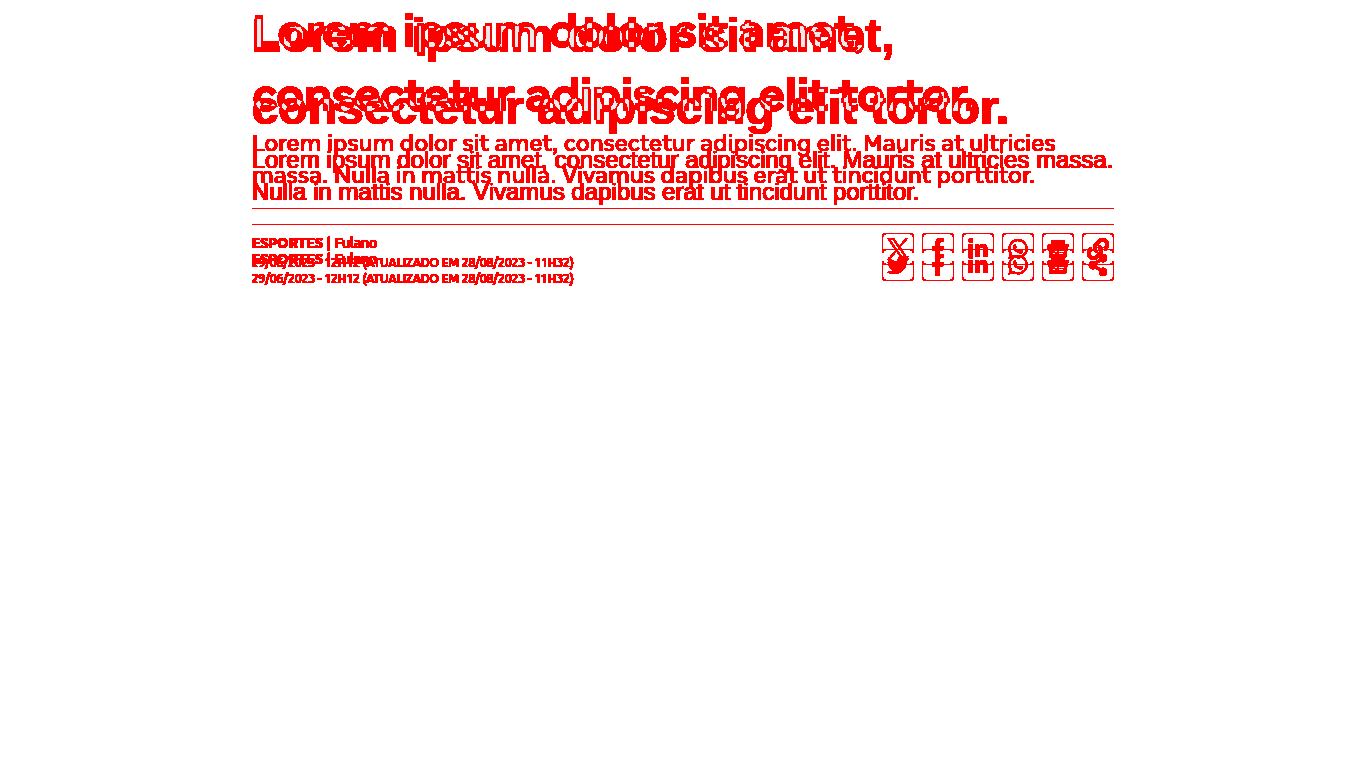 Lorem ipsum dolor sit amet,
Lorem ipsum dolor sit amet,
consectetur adipiscing elit tortor.
consectetur adipiscing elit tortor.
Lorem ipsum dolor sit amet, consectetur adipiscing elit. Mauris at ultricies
Lorem ipsum dolor sit amet, consectetur adipiscing elit. Mauris at ultricies massa.
massa. Nulla in mattis nulla. Vivamus dapibus erat ut tincidunt porttitor.
Nulla in mattis nulla. Vivamus dapibus erat ut tincidunt porttitor.
ESPORTES | Fulano
ESPORTES | Fulano
29/06/2023 - 12H12 (ATUALIZADO EM 28/08/2023 - 11H32)
29/06/2023 - 12H12 (ATUALIZADO EM 28/08/2023 - 11H32)